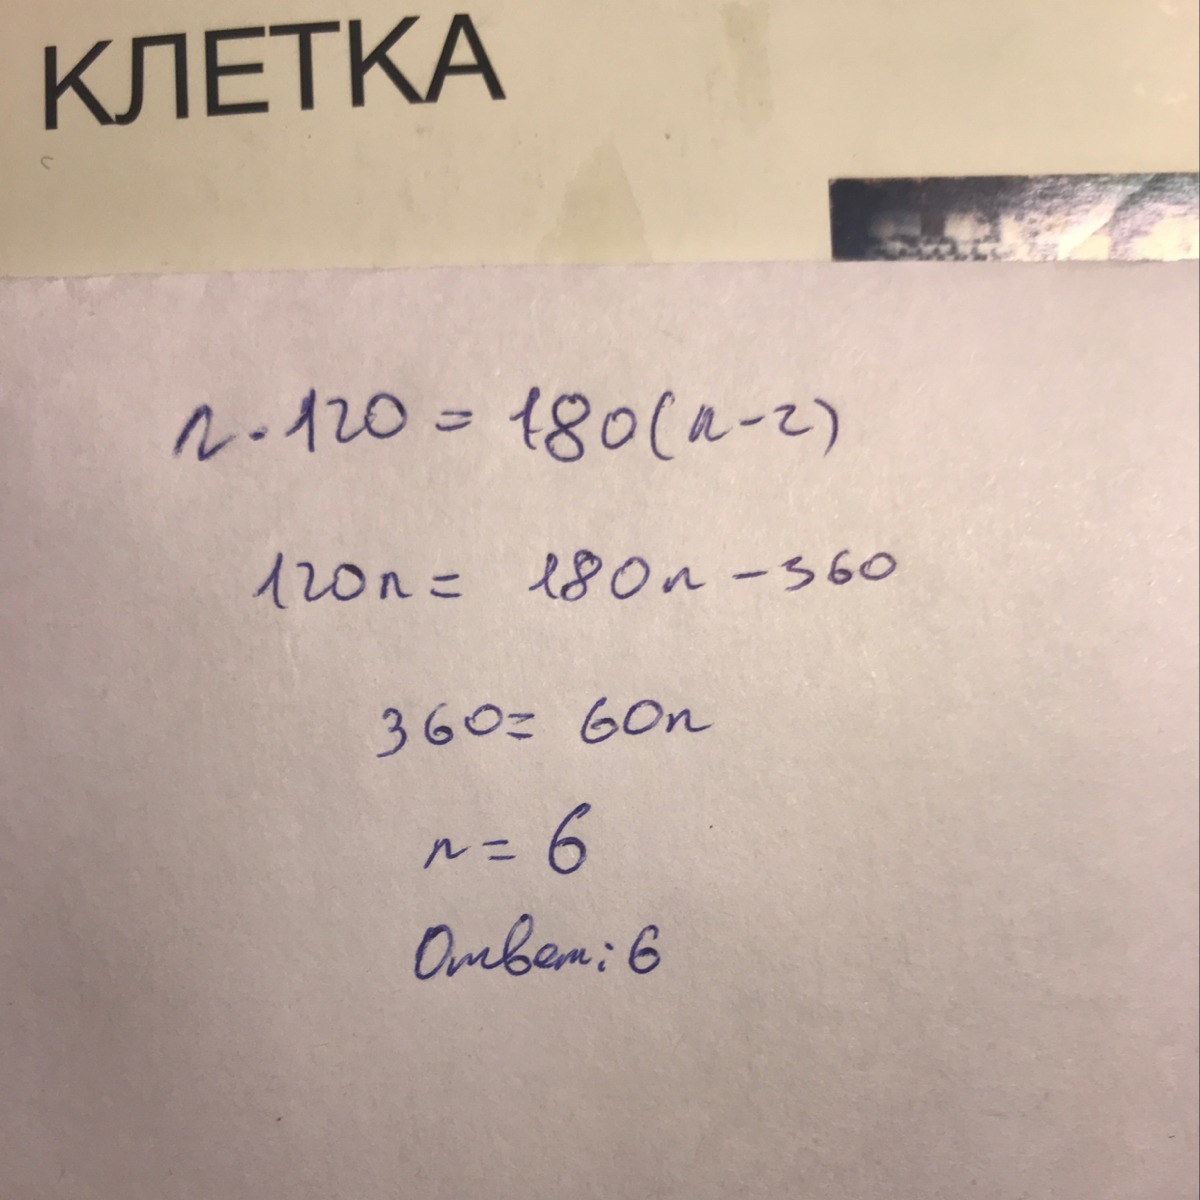 КЛЕТКА
n · 120 = 180(n-2)
120n = 180n - 360
360 = 60n
n = 6
Ответ: 6